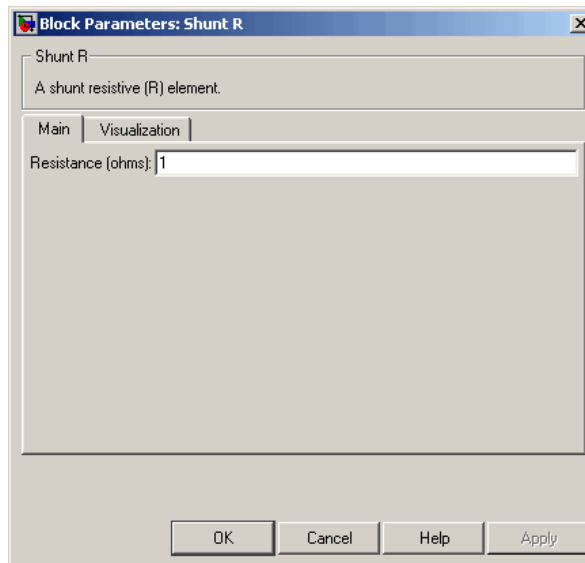 Block Parameters: Shunt R
Shunt R
A shunt resistive (R) element.
Main Visualization
Resistance (ohms): 1
OK Cancel Help Apply